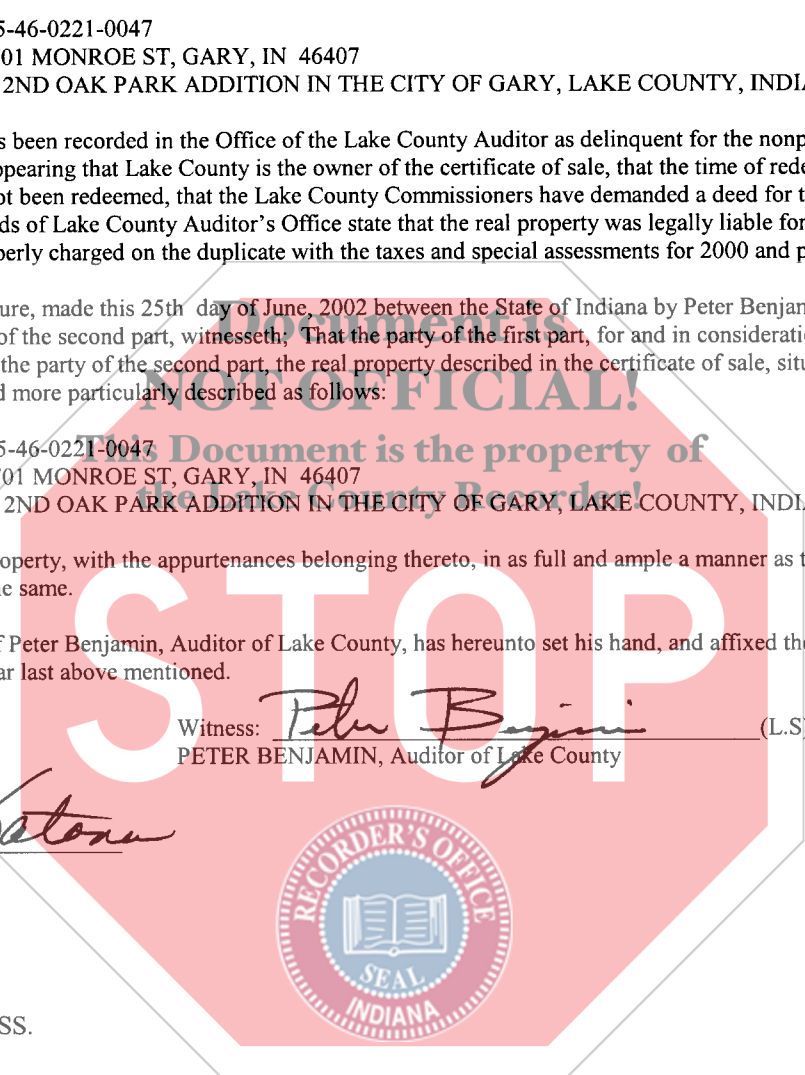 5-46-0221-0047
01 MONROE ST, GARY, IN 46407
2ND OAK PARK ADDITION IN THE CITY OF GARY, LAKE COUNTY, INDIA
s been recorded in the Office of the Lake County Auditor as delinquent for the nonp
ppearing that Lake County is the owner of the certificate of sale, that the time of rede
ot been redeemed, that the Lake County Commissioners have demanded a deed for t
ds of Lake County Auditor's Office state that the real property was legally liable for
perly charged on the duplicate with the taxes and special assessments for 2000 and p
ure, made this 25th day of June, 2002 between the State of Indiana by Peter Benjam
Document is
of the second part, witnesseth; That the party of the first part, for and in consideratio
the party of the second part, the real property described in the certificate of sale, situ
NOT OFFICIAL!
d more particularly described as follows:
5-46-0221-0047
This Document is the property of
701 MONROE ST, GARY, IN 46407
the Lake County Recorder!
2ND OAK PARK ADDITION IN THE CITY OF GARY, LAKE COUNTY, INDIA
operty, with the appurtenances belonging thereto, in as full and ample a manner as t
e same.
STOP
f Peter Benjamin, Auditor of Lake County, has hereunto set his hand, and affixed the
ar last above mentioned.
Witness: Peter Benjamin (L.S)
PETER BENJAMIN, Auditor of Lake County
RECORDER'S OFFICE
SEAL
INDIANA
SS.